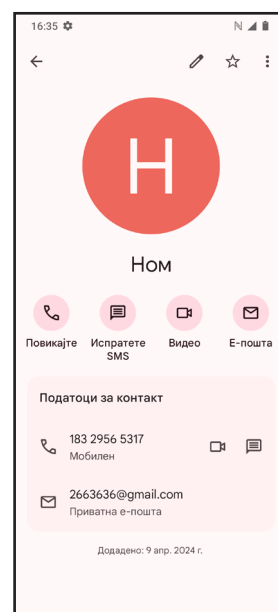 16:35
H
Ном
Повикајте
Испратете SMS
Видео
Е-пошта
Податоци за контакт
183 2956 5317
Мобилен
2663636@gmail.com
Приватна е-пошта
Додадено: 9 апр. 2024 г.